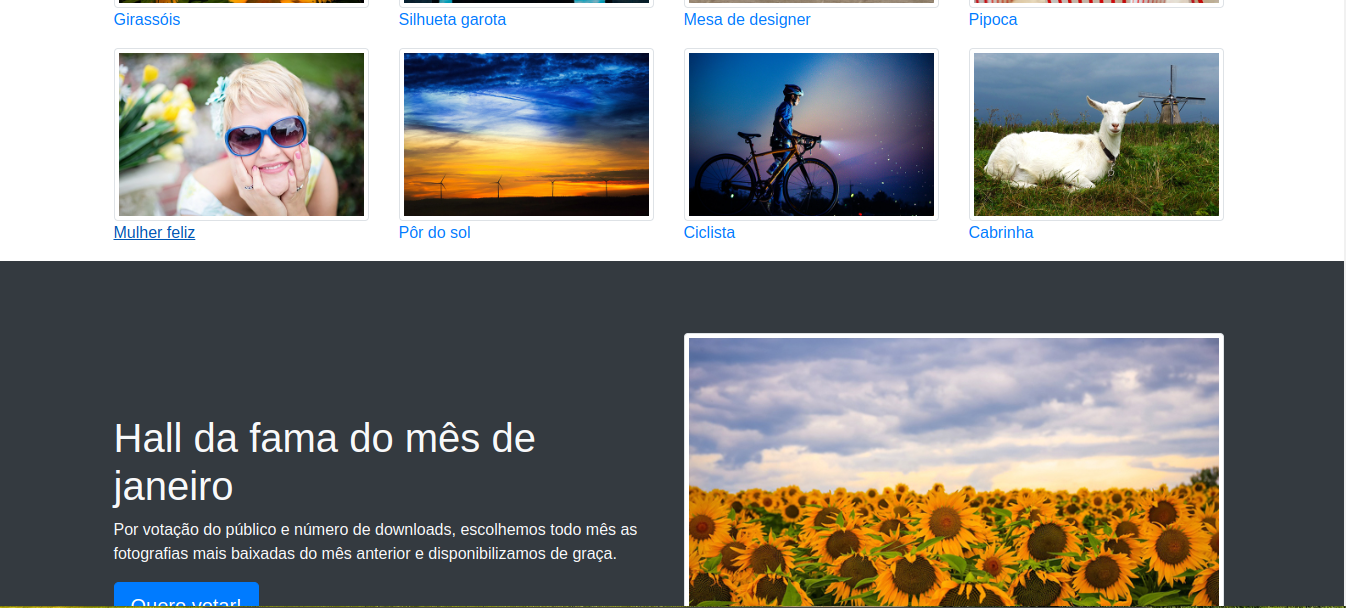 Girassóis
Silhueta garota
Mesa de designer
Pipoca
Mulher feliz
Pôr do sol
Ciclista
Cabrinha
Hall da fama do mês de
janeiro
Por votação do público e número de downloads, escolhemos todo mês as
fotografias mais baixadas do mês anterior e disponibilizamos de graça.
Quero votar!